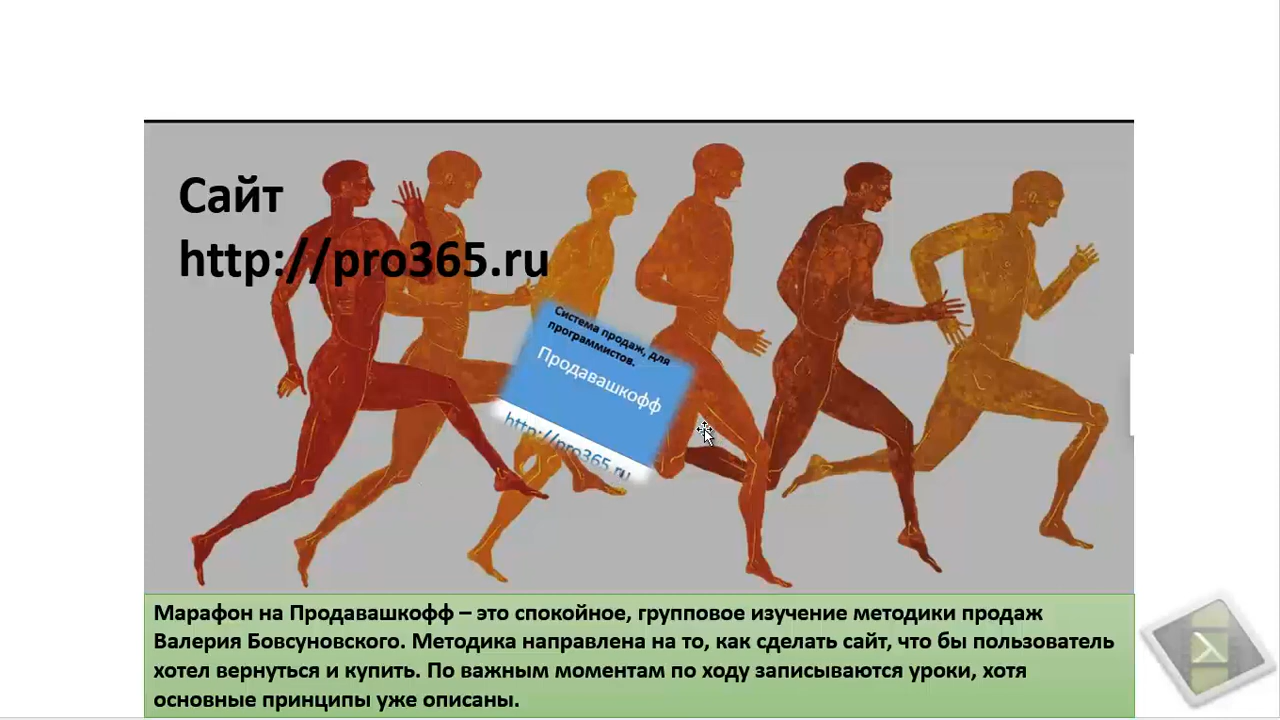 Сайт
http://pro365.ru
Система продаж, для
программистов.
Продавашкофф
http://pro365.ru
Марафон на Продавашкофф – это спокойное, групповое изучение методики продаж
Валерия Бовсуновского. Методика направлена на то, как сделать сайт, что бы пользователь
хотел вернуться и купить. По важным моментам по ходу записываются уроки, хотя
основные принципы уже описаны.